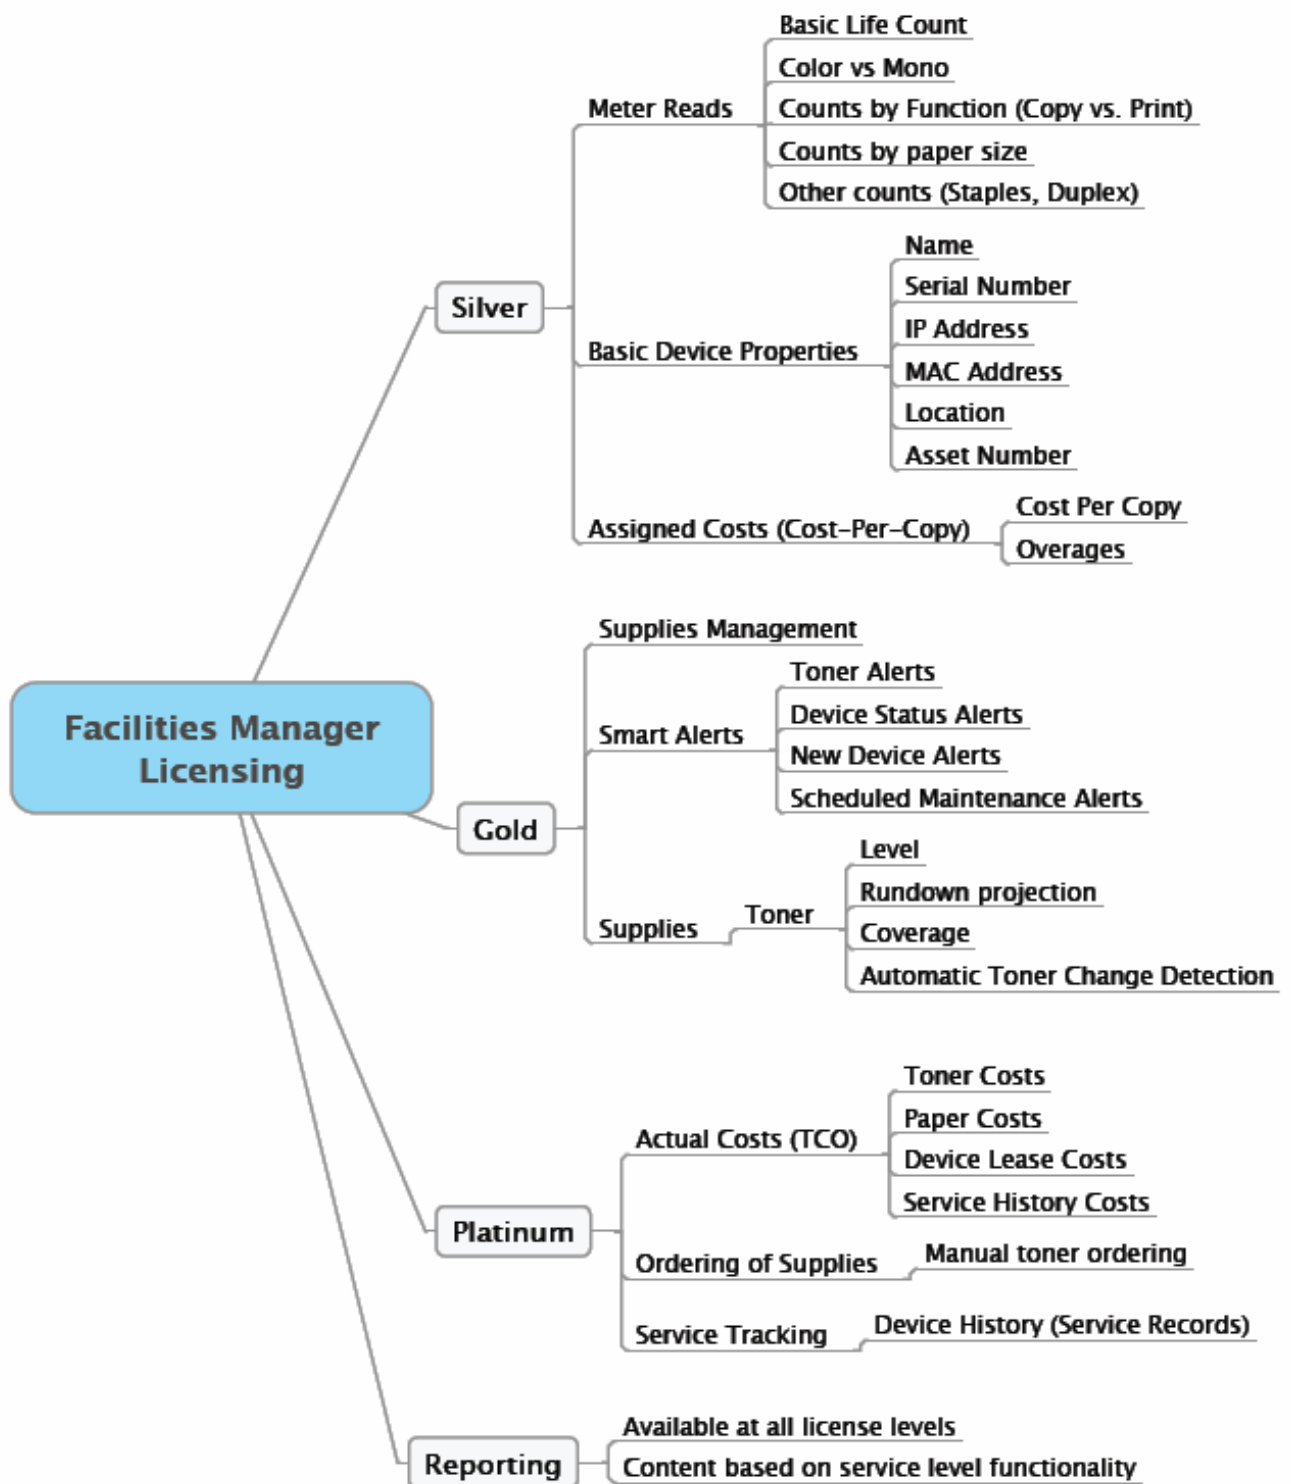 Facilities Manager
Licensing
Silver
Meter Reads
Basic Life Count
Color vs Mono
Counts by Function (Copy vs. Print)
Counts by paper size
Other counts (Staples, Duplex)
Basic Device Properties
Name
Serial Number
IP Address
MAC Address
Location
Asset Number
Assigned Costs (Cost-Per-Copy)
Cost Per Copy
Overages
Gold
Supplies Management
Smart Alerts
Toner Alerts
Device Status Alerts
New Device Alerts
Scheduled Maintenance Alerts
Supplies
Toner
Level
Rundown projection
Coverage
Automatic Toner Change Detection
Platinum
Actual Costs (TCO)
Toner Costs
Paper Costs
Device Lease Costs
Service History Costs
Ordering of Supplies
Manual toner ordering
Service Tracking
Device History (Service Records)
Reporting
Available at all license levels
Content based on service level functionality